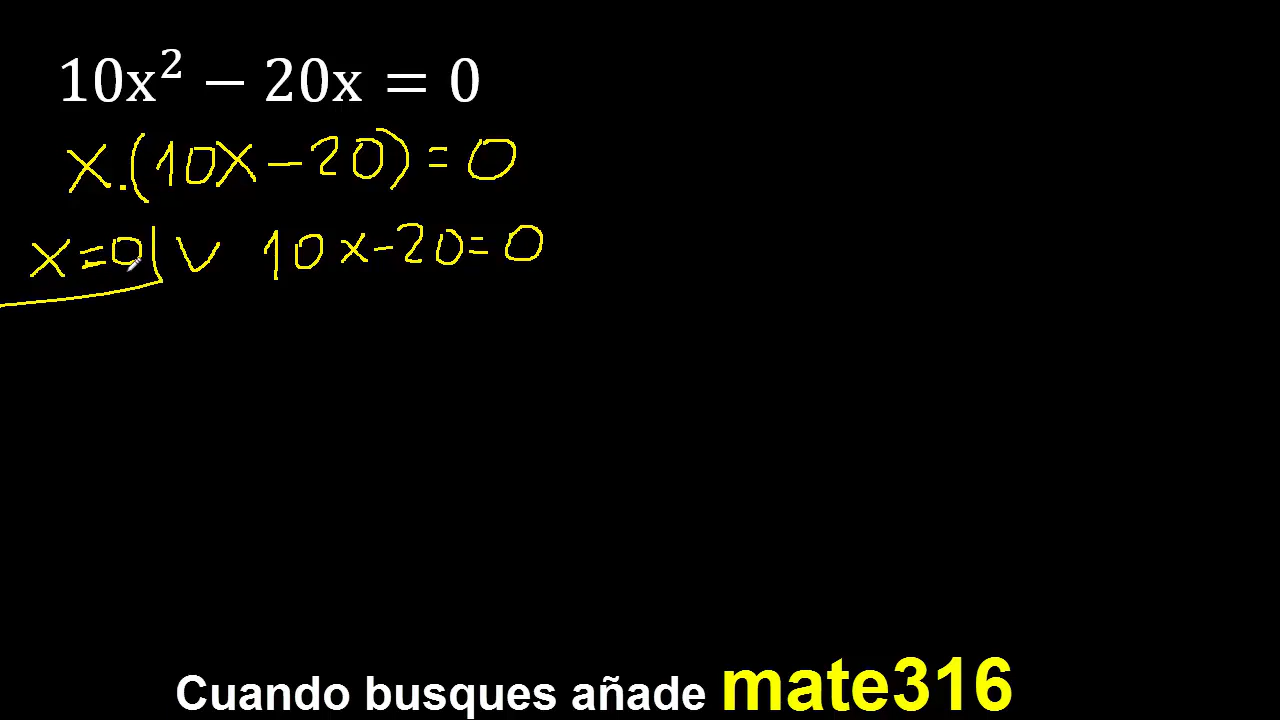 10x² − 20x = 0
x.(10x−20)=0
x=0 ∨ 10x−20=0
Cuando busques añade mate316